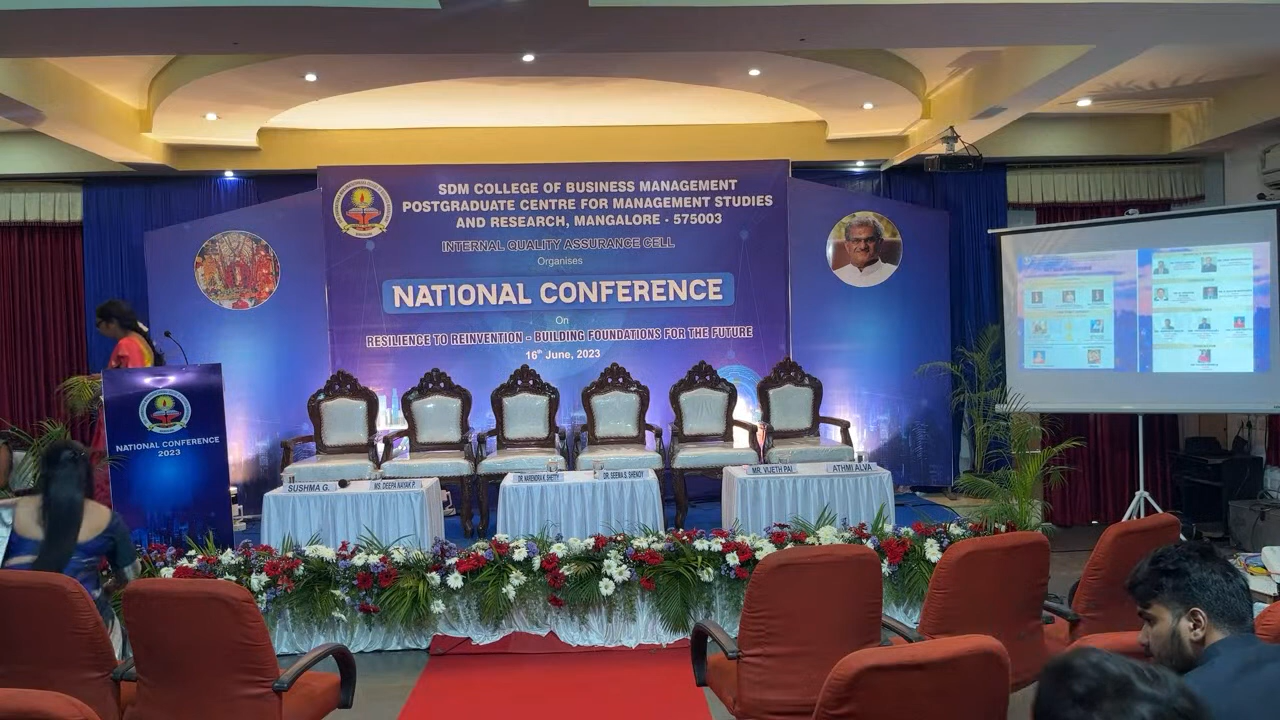 SDM COLLEGE OF BUSINESS MANAGEMENT
POSTGRADUATE CENTRE FOR MANAGEMENT STUDIES
AND RESEARCH, MANGALORE - 575003
INTERNAL QUALITY ASSURANCE CELL
Organises
NATIONAL CONFERENCE
On
RESILIENCE TO REINVENTION - BUILDING FOUNDATIONS FOR THE FUTURE
16th June, 2023
NATIONAL CONFERENCE
2023
SUSHMA G.
MS. DEEPA NAYAK P.
DR. NARENDRA K. SHETTY
DR. SEEMA S. SHENOY
MR. VIJETH PAI
ATHMI ALVA